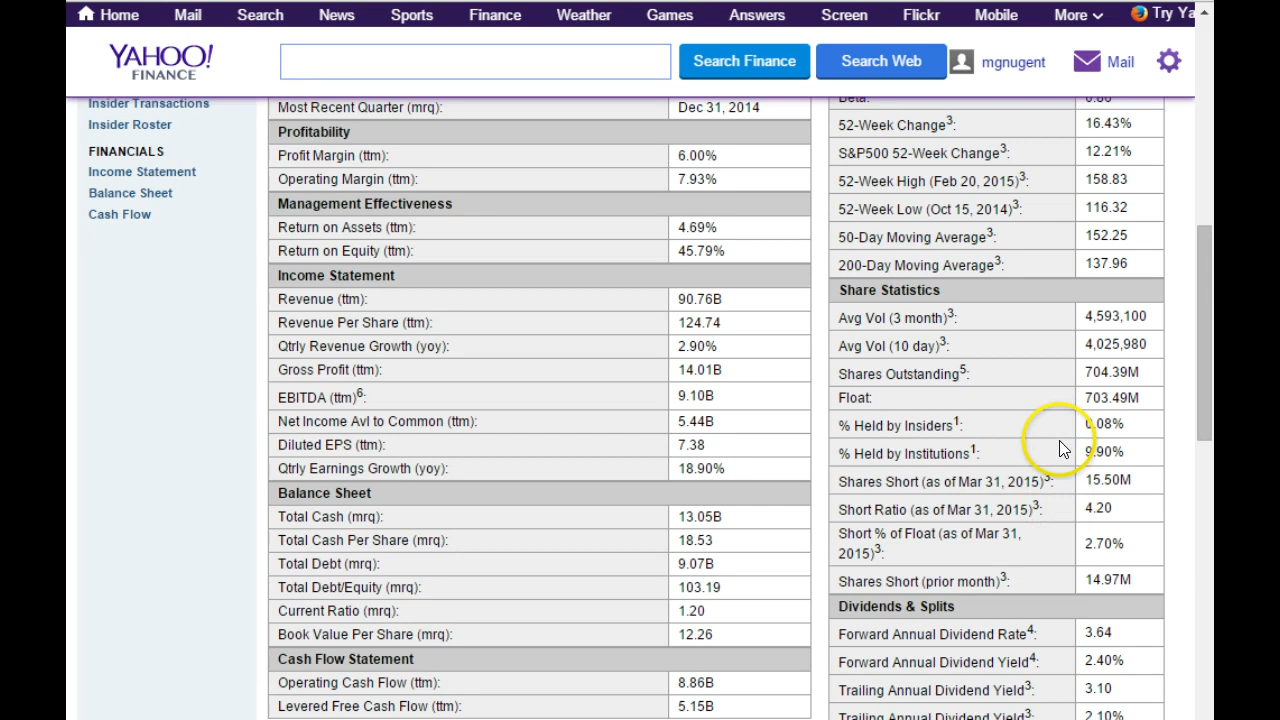 Home Mail Search News Sports Finance Weather Games Answers Screen Flickr Mobile More Try Ya
YAHOO!
FINANCE
Search Finance
Search Web
mgnugent
Mail
Insider Transactions
Insider Roster
FINANCIALS
Income Statement
Balance Sheet
Cash Flow
Most Recent Quarter (mrq): Dec 31, 2014
Profitability
Profit Margin (ttm): 6.00%
Operating Margin (ttm): 7.93%
Management Effectiveness
Return on Assets (ttm): 4.69%
Return on Equity (ttm): 45.79%
Income Statement
Revenue (ttm): 90.76B
Revenue Per Share (ttm): 124.74
Qtrly Revenue Growth (yoy): 2.90%
Gross Profit (ttm): 14.01B
EBITDA (ttm)6: 9.10B
Net Income Avl to Common (ttm): 5.44B
Diluted EPS (ttm): 7.38
Qtrly Earnings Growth (yoy): 18.90%
Balance Sheet
Total Cash (mrq): 13.05B
Total Cash Per Share (mrq): 18.53
Total Debt (mrq): 9.07B
Total Debt/Equity (mrq): 103.19
Current Ratio (mrq): 1.20
Book Value Per Share (mrq): 12.26
Cash Flow Statement
Operating Cash Flow (ttm): 8.86B
Levered Free Cash Flow (ttm): 5.15B
Beta:
52-Week Change3: 16.43%
S&P500 52-Week Change3: 12.21%
52-Week High (Feb 20, 2015)3: 158.83
52-Week Low (Oct 15, 2014)3: 116.32
50-Day Moving Average3: 152.25
200-Day Moving Average3: 137.96
Share Statistics
Avg Vol (3 month)3: 4,593,100
Avg Vol (10 day)3: 4,025,980
Shares Outstanding5: 704.39M
Float: 703.49M
% Held by Insiders1: 0.08%
% Held by Institutions1:
Shares Short (as of Mar 31, 2015)3: 15.50M
Short Ratio (as of Mar 31, 2015)3: 4.20
Short % of Float (as of Mar 31,
2015)3: 2.70%
Shares Short (prior month)3: 14.97M
Dividends & Splits
Forward Annual Dividend Rate4: 3.64
Forward Annual Dividend Yield4: 2.40%
Trailing Annual Dividend Yield3: 3.10
Trailing Annual Dividend Yield3: 2.10%